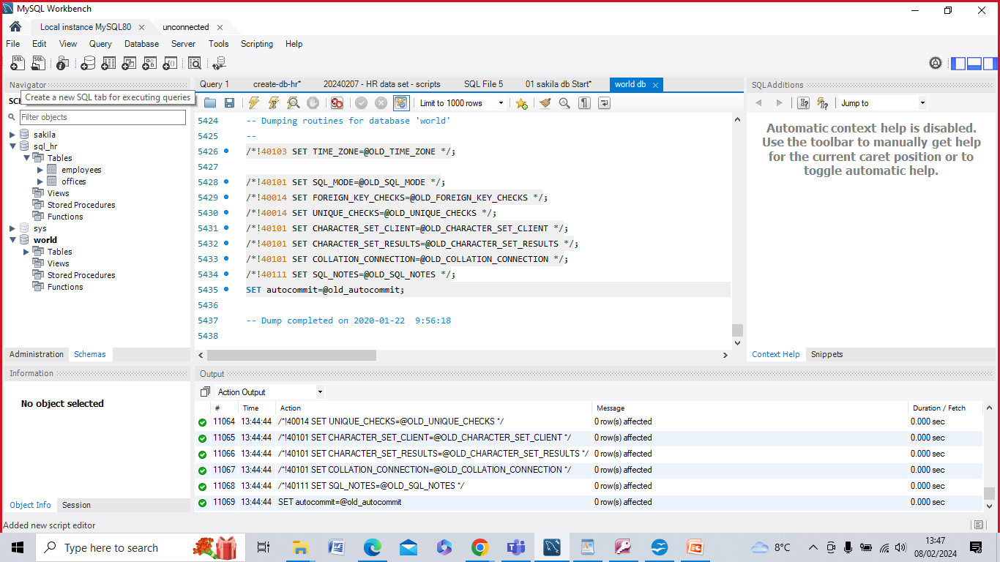 MySQL Workbench
Local instance MySQL80
unconnected
File Edit View Query Database Server Tools Scripting Help
Navigator
Create a new SQL tab for executing queries
Filter objects
sakila
sql_hr
Tables
employees
offices
Views
Stored Procedures
Functions
sys
world
Tables
Views
Stored Procedures
Functions
Administration Schemas
Information
No object selected
Object Info Session
Query 1 create-db-hr* 20240207 - HR data set - scripts SQL File 5 01 sakila db Start* world db
Limit to 1000 rows
5424 -- Dumping routines for database 'world'
5425 --
5426 /*!40103 SET TIME_ZONE=@OLD_TIME_ZONE */;
5427
5428 /*!40101 SET SQL_MODE=@OLD_SQL_MODE */;
5429 /*!40014 SET FOREIGN_KEY_CHECKS=@OLD_FOREIGN_KEY_CHECKS */;
5430 /*!40014 SET UNIQUE_CHECKS=@OLD_UNIQUE_CHECKS */;
5431 /*!40101 SET CHARACTER_SET_CLIENT=@OLD_CHARACTER_SET_CLIENT */;
5432 /*!40101 SET CHARACTER_SET_RESULTS=@OLD_CHARACTER_SET_RESULTS */;
5433 /*!40101 SET COLLATION_CONNECTION=@OLD_COLLATION_CONNECTION */;
5434 /*!40111 SET SQL_NOTES=@OLD_SQL_NOTES */;
5435 SET autocommit=@old_autocommit;
5436
5437 -- Dump completed on 2020-01-22  9:56:18
5438
SQLAdditions
Jump to
Automatic context help is disabled.
Use the toolbar to manually get help
for the current caret position or to
toggle automatic help.
Context Help Snippets
Output
Action Output
# Time Action Message Duration / Fetch
11064 13:44:44 /*!40014 SET UNIQUE_CHECKS=@OLD_UNIQUE_CHECKS */ 0 row(s) affected 0.000 sec
11065 13:44:44 /*!40101 SET CHARACTER_SET_CLIENT=@OLD_CHARACTER_SET_CLIENT */ 0 row(s) affected 0.000 sec
11066 13:44:44 /*!40101 SET CHARACTER_SET_RESULTS=@OLD_CHARACTER_SET_RESULTS */ 0 row(s) affected 0.000 sec
11067 13:44:44 /*!40101 SET COLLATION_CONNECTION=@OLD_COLLATION_CONNECTION */ 0 row(s) affected 0.000 sec
11068 13:44:44 /*!40111 SET SQL_NOTES=@OLD_SQL_NOTES */ 0 row(s) affected 0.000 sec
11069 13:44:44 SET autocommit=@old_autocommit 0 row(s) affected 0.000 sec
Added new script editor
Type here to search
8°C
13:47
08/02/2024